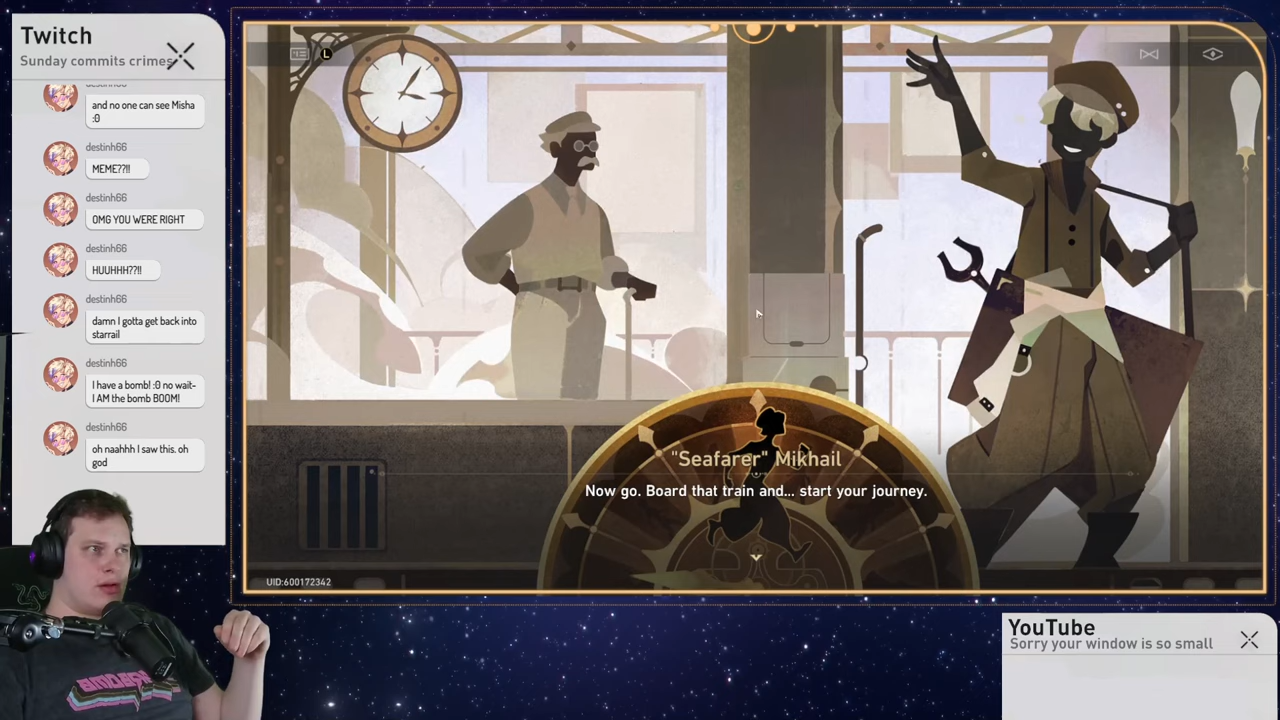 Twitch
Sunday commits crimes
and no one can see Misha
:0
destinh66
MEME??!!
destinh66
OMG YOU WERE RIGHT
destinh66
HUUHHH??!!
destinh66
damn I gotta get back into
starrail
destinh66
I have a bomb! :0 no wait-
I AM the bomb BOOM!
destinh66
oh naahhh I saw this. oh
god
L
"Seafarer" Mikhail
Now go. Board that train and... start your journey.
UID:600172342
YouTube
Sorry your window is so small